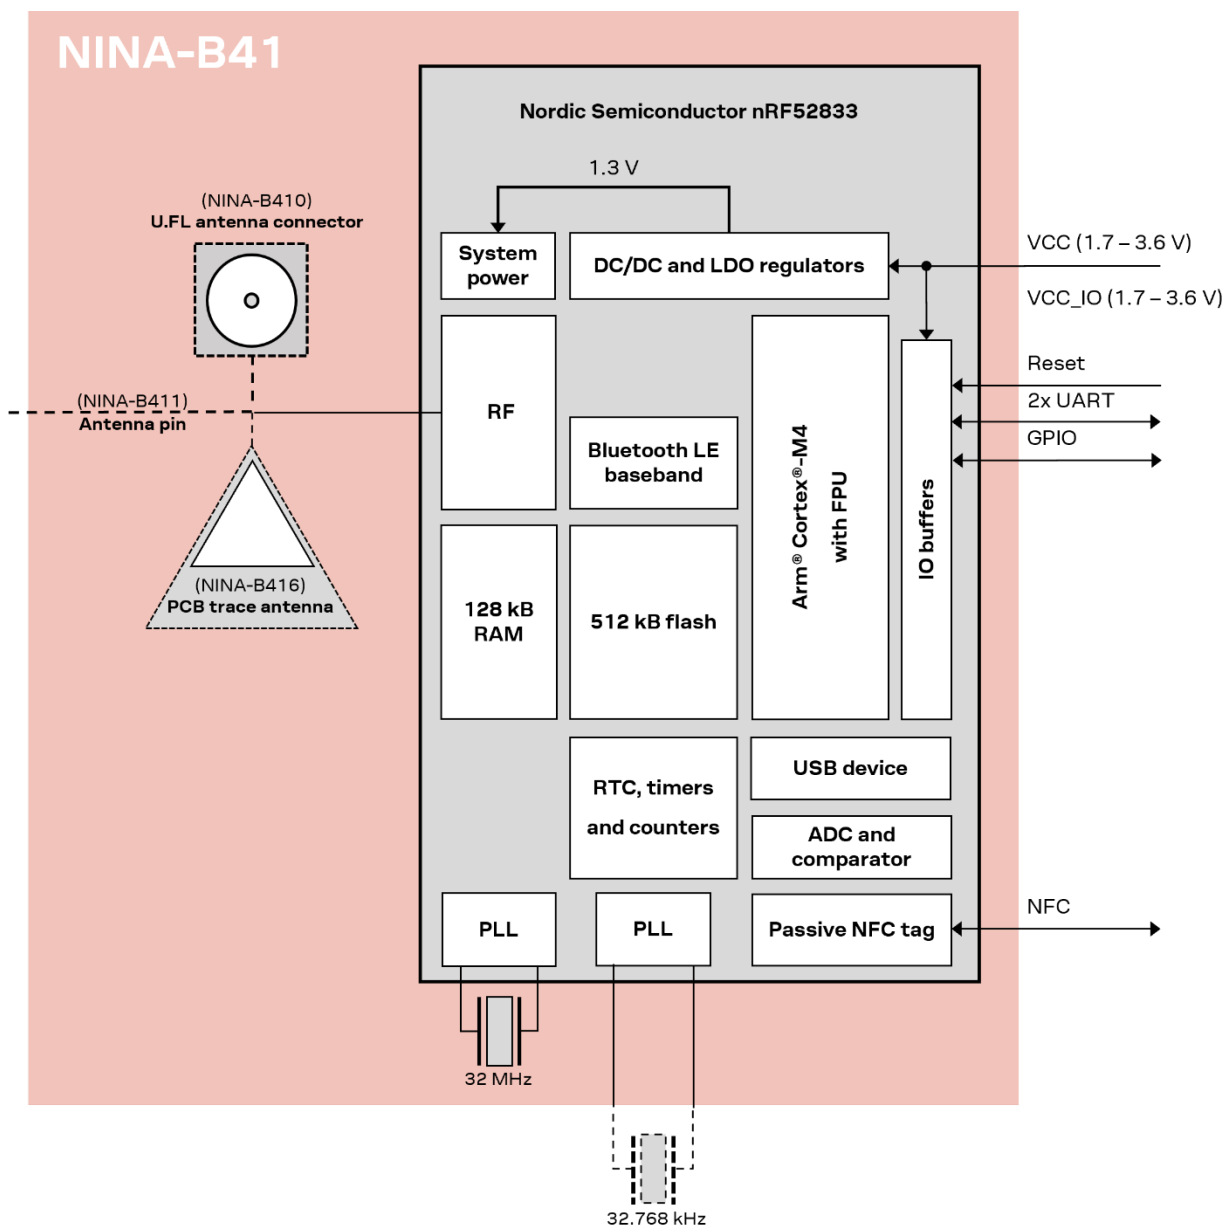 NINA-B41
Nordic Semiconductor nRF52833
1.3 V
(NINA-B410)
U.FL antenna connector
System
power
DC/DC and LDO regulators
VCC (1.7 – 3.6 V)
VCC_IO (1.7 – 3.6 V)
Reset
2x UART
GPIO
(NINA-B411)
Antenna pin
RF
Bluetooth LE
baseband
Arm® Cortex®-M4
with FPU
IO buffers
(NINA-B416)
PCB trace antenna
128 kB
RAM
512 kB flash
RTC, timers
and counters
USB device
ADC and
comparator
PLL
PLL
Passive NFC tag
NFC
32 MHz
32.768 kHz